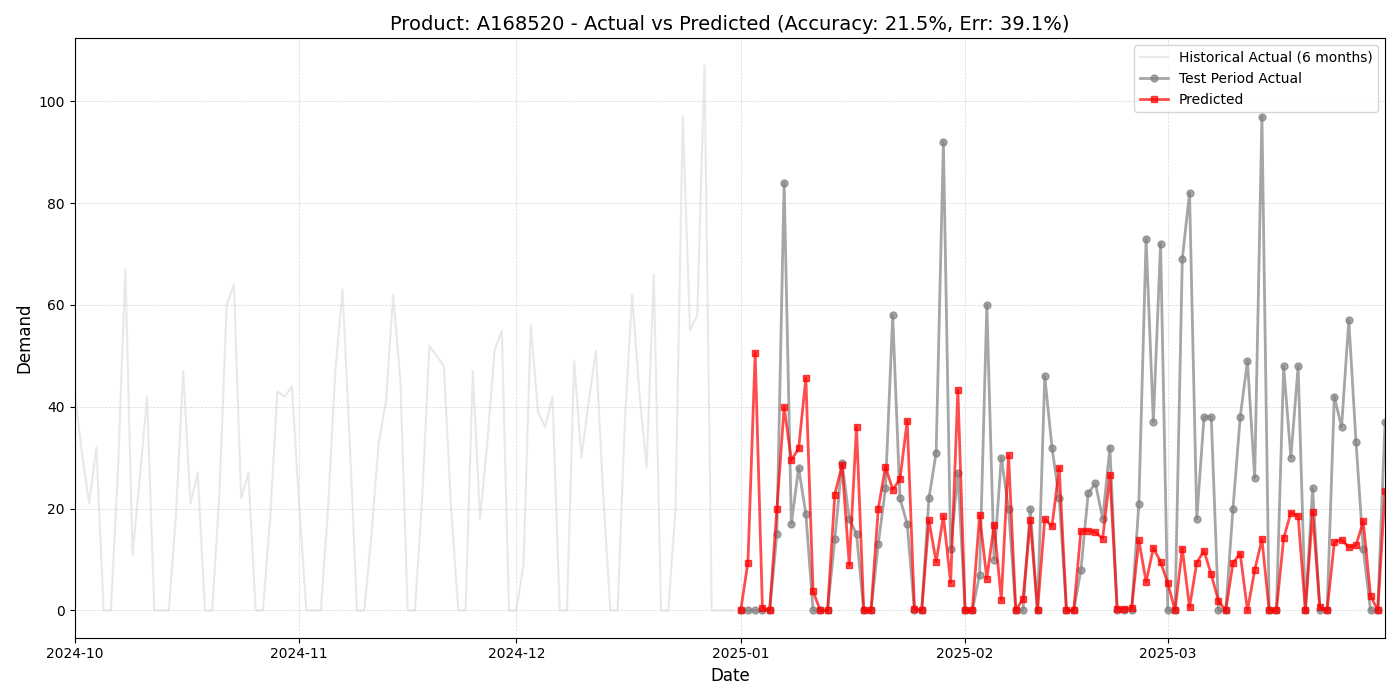 Product: A168520 - Actual vs Predicted (Accuracy: 21.5%, Err: 39.1%)
Historical Actual (6 months)
Test Period Actual
Predicted
Demand
100
80
60
40
20
0
2024-10
2024-11
2024-12
2025-01
2025-02
2025-03
Date